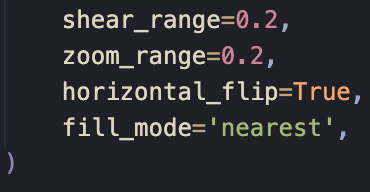 shear_range=0.2,
zoom_range=0.2,
horizontal_flip=True,
fill_mode='nearest',
)